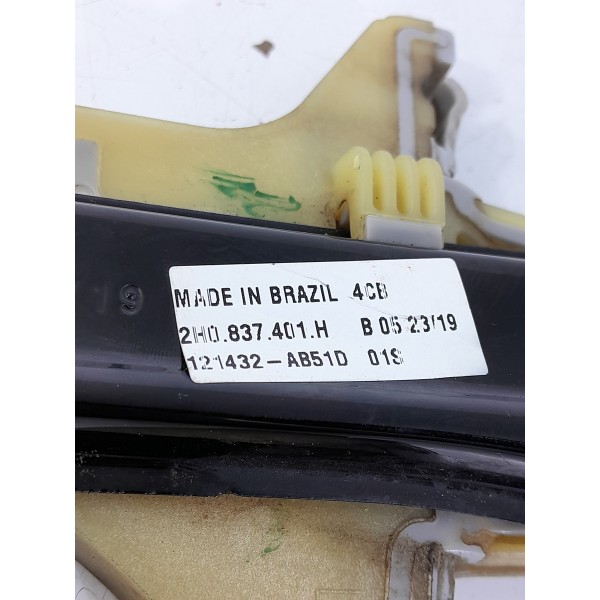 MADE IN BRAZIL 4CB
2H0.837.401.H B 05 23/19
121432-AB51D 01S